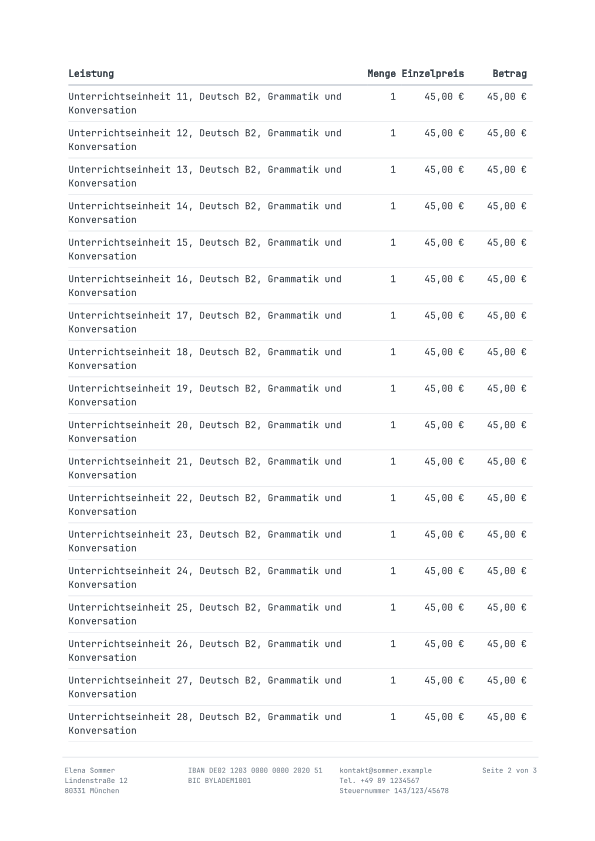 Leistung Menge Einzelpreis Betrag
Unterrichtseinheit 11, Deutsch B2, Grammatik und 1 45,00 € 45,00 €
Konversation
Unterrichtseinheit 12, Deutsch B2, Grammatik und 1 45,00 € 45,00 €
Konversation
Unterrichtseinheit 13, Deutsch B2, Grammatik und 1 45,00 € 45,00 €
Konversation
Unterrichtseinheit 14, Deutsch B2, Grammatik und 1 45,00 € 45,00 €
Konversation
Unterrichtseinheit 15, Deutsch B2, Grammatik und 1 45,00 € 45,00 €
Konversation
Unterrichtseinheit 16, Deutsch B2, Grammatik und 1 45,00 € 45,00 €
Konversation
Unterrichtseinheit 17, Deutsch B2, Grammatik und 1 45,00 € 45,00 €
Konversation
Unterrichtseinheit 18, Deutsch B2, Grammatik und 1 45,00 € 45,00 €
Konversation
Unterrichtseinheit 19, Deutsch B2, Grammatik und 1 45,00 € 45,00 €
Konversation
Unterrichtseinheit 20, Deutsch B2, Grammatik und 1 45,00 € 45,00 €
Konversation
Unterrichtseinheit 21, Deutsch B2, Grammatik und 1 45,00 € 45,00 €
Konversation
Unterrichtseinheit 22, Deutsch B2, Grammatik und 1 45,00 € 45,00 €
Konversation
Unterrichtseinheit 23, Deutsch B2, Grammatik und 1 45,00 € 45,00 €
Konversation
Unterrichtseinheit 24, Deutsch B2, Grammatik und 1 45,00 € 45,00 €
Konversation
Unterrichtseinheit 25, Deutsch B2, Grammatik und 1 45,00 € 45,00 €
Konversation
Unterrichtseinheit 26, Deutsch B2, Grammatik und 1 45,00 € 45,00 €
Konversation
Unterrichtseinheit 27, Deutsch B2, Grammatik und 1 45,00 € 45,00 €
Konversation
Unterrichtseinheit 28, Deutsch B2, Grammatik und 1 45,00 € 45,00 €
Konversation
Elena Sommer IBAN DE02 1203 0000 0000 2020 51 kontakt@sommer.example Seite 2 von 3
Lindenstraße 12 BIC BYLADEM1001 Tel. +49 89 1234567
80331 München Steuernummer 143/123/45678